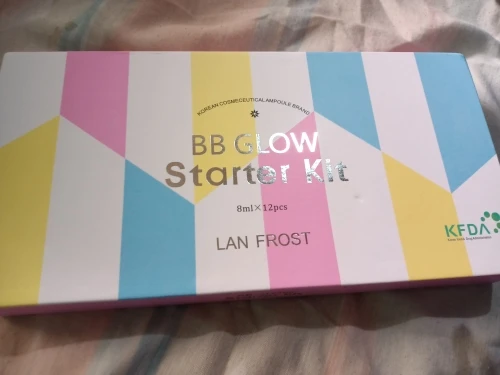 KOREAN COSMECEUTICAL AMPOULE BRAND
BB GLOW
Starter Kit
8ml×12pcs
LAN FROST
KFDA